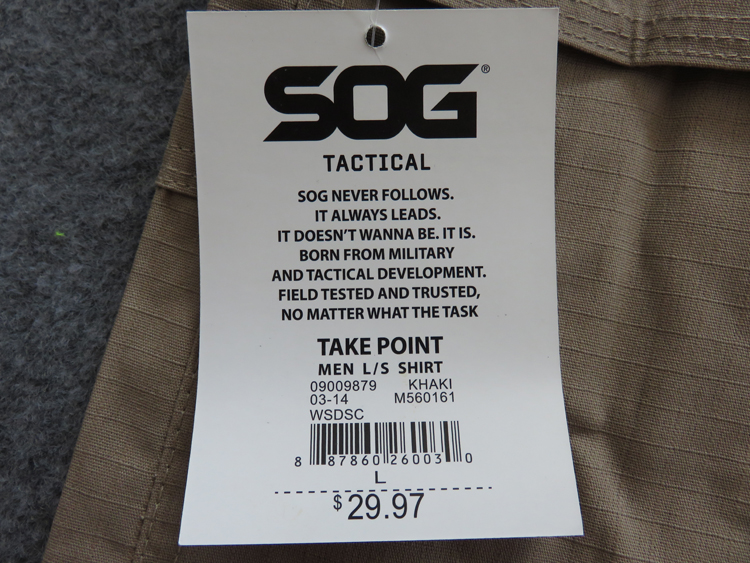 SOG®
TACTICAL
SOG NEVER FOLLOWS.
IT ALWAYS LEADS.
IT DOESN'T WANNA BE. IT IS.
BORN FROM MILITARY
AND TACTICAL DEVELOPMENT.
FIELD TESTED AND TRUSTED,
NO MATTER WHAT THE TASK
TAKE POINT
MEN L/S SHIRT
09009879 KHAKI
03-14 M560161
WSDSC
8 87860 26003 0
L
$29.97